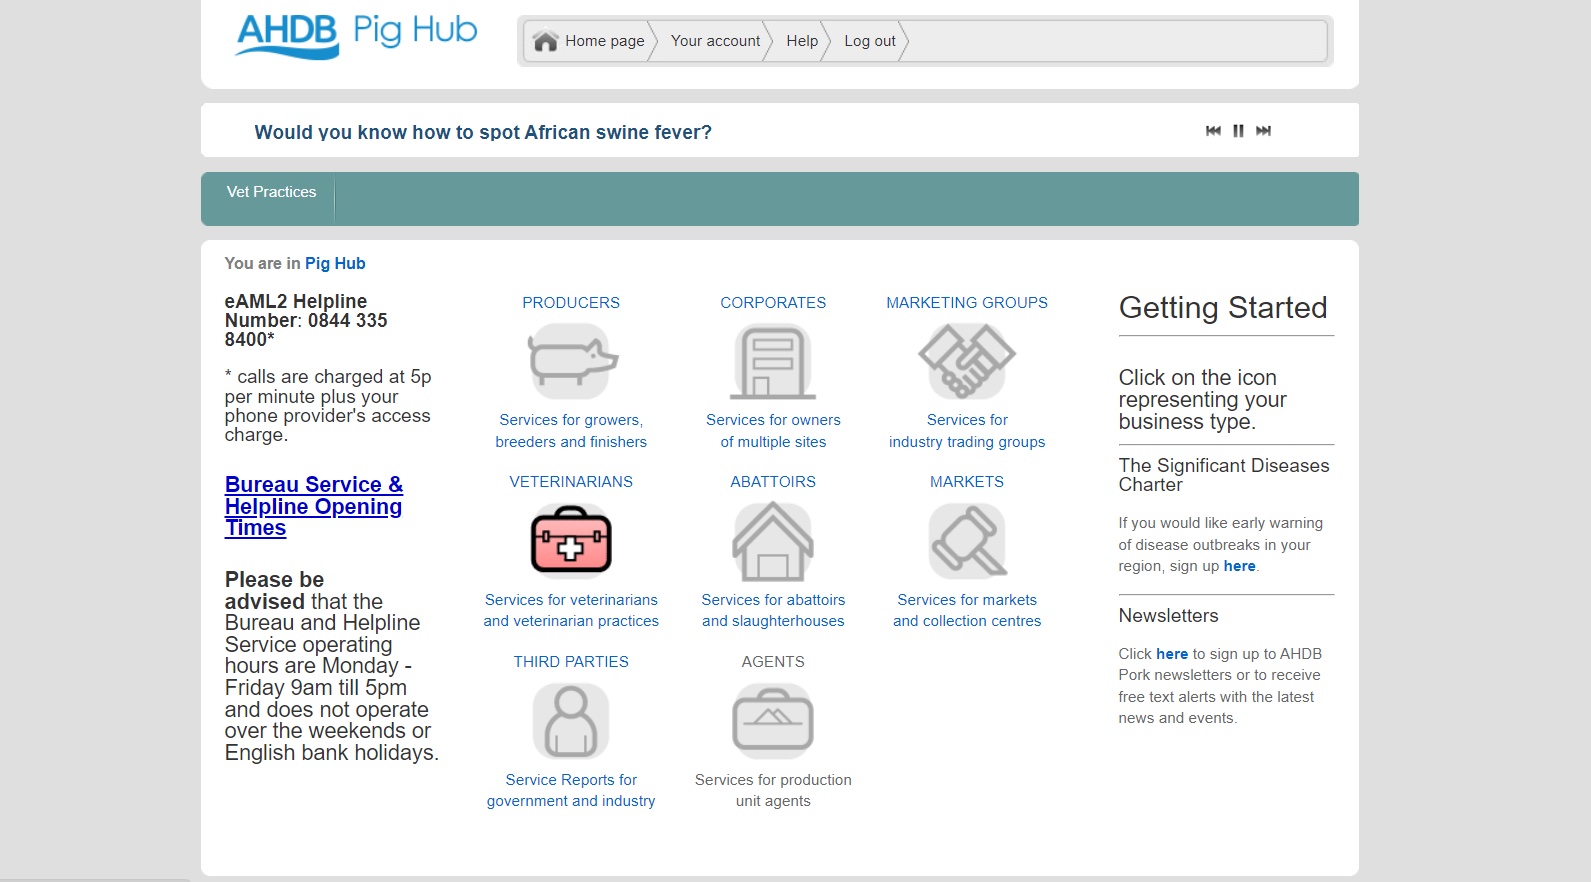 AHDB Pig Hub
Home page
Your account
Help
Log out
Would you know how to spot African swine fever?
Vet Practices
You are in Pig Hub
eAML2 Helpline
Number: 0844 335
8400*
* calls are charged at 5p
per minute plus your
phone provider's access
charge.
Bureau Service &
Helpline Opening
Times
Please be
advised that the
Bureau and Helpline
Service operating
hours are Monday -
Friday 9am till 5pm
and does not operate
over the weekends or
English bank holidays.
PRODUCERS
Services for growers,
breeders and finishers
CORPORATES
Services for owners
of multiple sites
MARKETING GROUPS
Services for
industry trading groups
VETERINARIANS
Services for veterinarians
and veterinarian practices
ABATTOIRS
Services for abattoirs
and slaughterhouses
MARKETS
Services for markets
and collection centres
THIRD PARTIES
Service Reports for
government and industry
AGENTS
Services for production
unit agents
Getting Started
Click on the icon
representing your
business type.
The Significant Diseases
Charter
If you would like early warning
of disease outbreaks in your
region, sign up here.
Newsletters
Click here to sign up to AHDB
Pork newsletters or to receive
free text alerts with the latest
news and events.